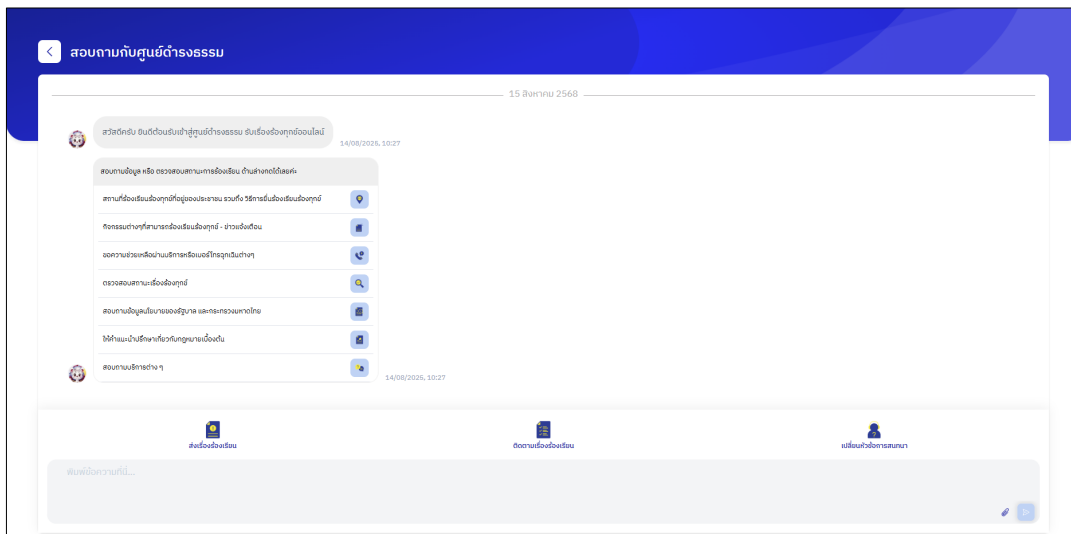 สอบถามกับศูนย์ดำรงธรรม
15 สิงหาคม 2568
สวัสดีครับ ยินดีต้อนรับเข้าสู่ศูนย์ดำรงธรรม รับเรื่องร้องทุกข์ออนไลน์
14/08/2025, 10:27
สอบถามข้อมูล หรือ ตรวจสอบสถานะการร้องเรียน ด้านล่างกดได้เลยค่ะ
สถานที่ร้องเรียนร้องทุกข์ที่อยู่ของประชาชน รวมถึง วิธีการยื่นร้องเรียนร้องทุกข์
กิจกรรมต่างๆที่สามารถร้องเรียนร้องทุกข์ - ข่าวแจ้งเตือน
ขอความช่วยเหลือผ่านบริการหรือเบอร์โทรฉุกเฉินต่างๆ
ตรวจสอบสถานะเรื่องร้องทุกข์
สอบถามข้อมูลนโยบายของรัฐบาล และกระทรวงมหาดไทย
ให้คำแนะนำปรึกษาเกี่ยวกับกฎหมายเบื้องต้น
สอบถามบริการต่าง ๆ
14/08/2025, 10:27
ส่งเรื่องร้องเรียน
ติดตามเรื่องร้องเรียน
เปลี่ยนหัวข้อการสนทนา
พิมพ์ข้อความที่นี่...